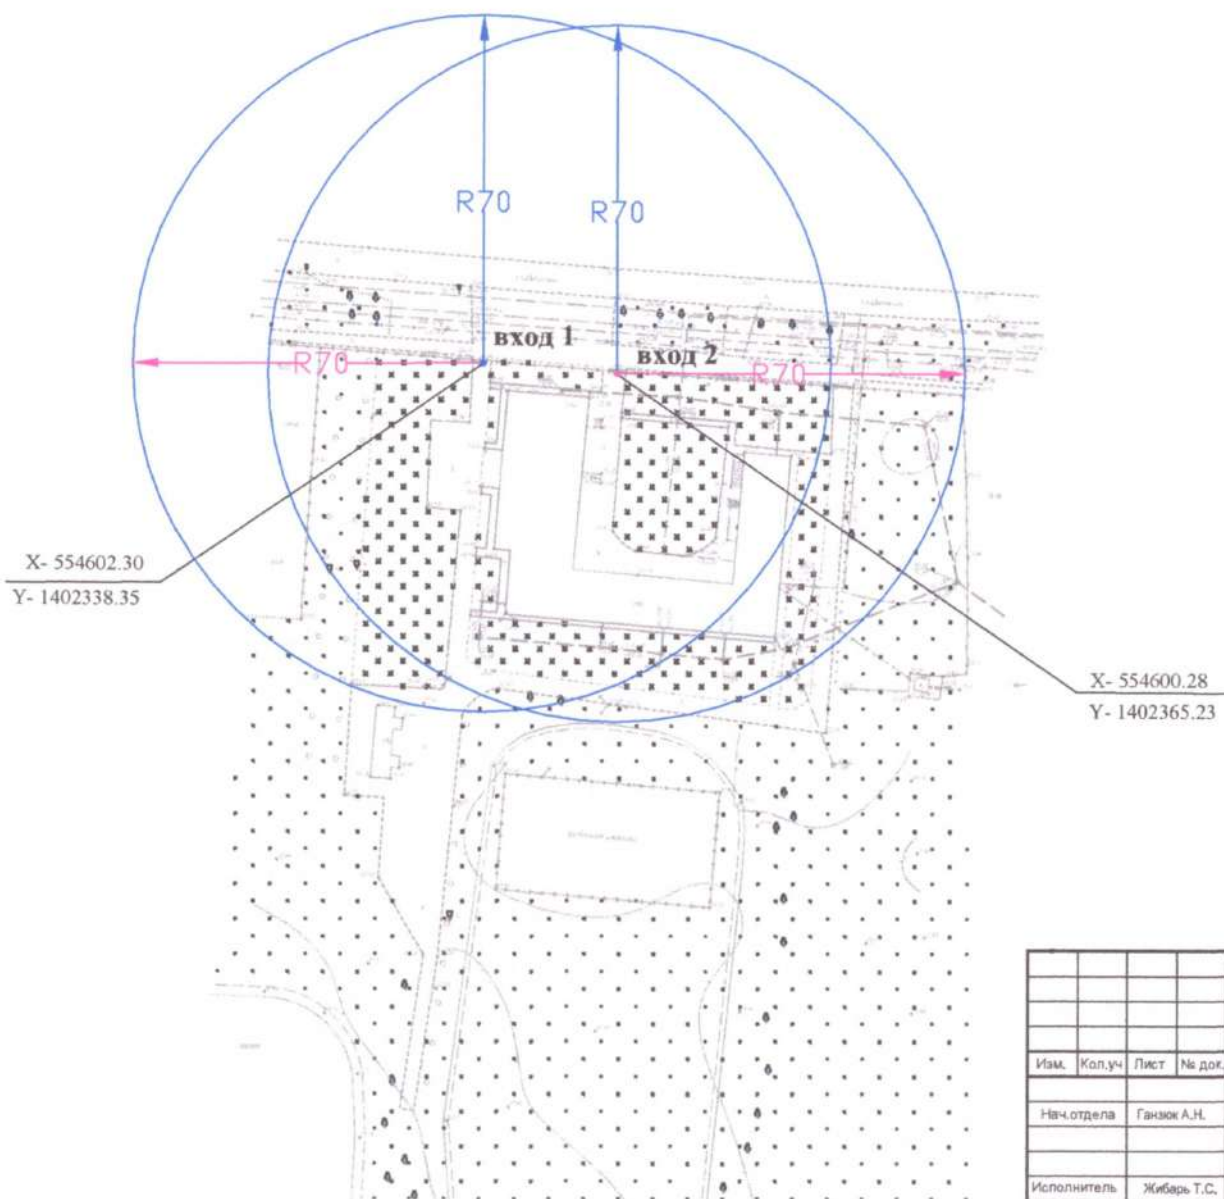 R70
R70
вход 1
вход 2
R70
R70
X- 554602.30
Y- 1402338.35
X- 554600.28
Y- 1402365.23
Изм. Кол.уч Лист № док.
Нач.отдела Ганзюк А.Н.
Исполнитель Жибарь Т.С.